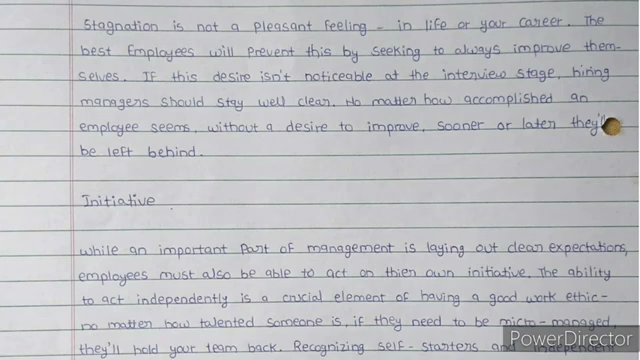 Stagnation is not a pleasant feeling - in life or your career. The
best Employees will prevent this by seeking to always improve them-
selves. If this desire isn't noticeable at the interview stage, hiring
managers should stay well clear. No matter how accomplished an
employee seems, without a desire to improve, sooner or later they'll
be left behind.
Initiative
While an important part of management is laying out clear expectations,
employees must also be able to act on thier own initiative. The ability
to act independently is a crucial element of having a good work ethic-
no matter how talented someone is, if they need to be micro-managed,
they'll hold your team back. Recognizing self-starters and independent
PowerDirector